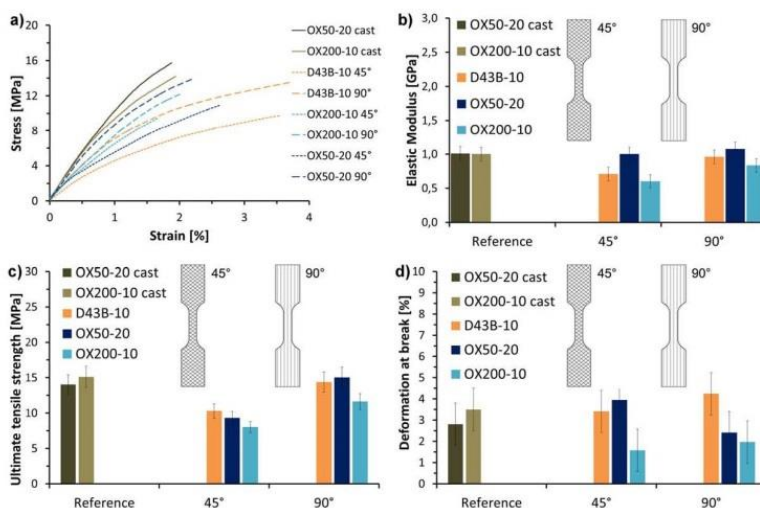 a)
Stress [MPa]
20
16
12
8
4
0
0
1
2
3
4
Strain [%]
OX50-20 cast
OX200-10 cast
D43B-10 45°
D43B-10 90°
OX200-10 45°
OX200-10 90°
OX50-20 45°
OX50-20 90°
b)
Elastic Modulus [GPa]
3,0
2,5
2,0
1,5
1,0
0,5
0,0
OX50-20 cast
OX200-10 cast
D43B-10
OX50-20
OX200-10
45°
90°
Reference
45°
90°
c)
Ultimate tensile strength [MPa]
35
30
25
20
15
10
5
0
OX50-20 cast
OX200-10 cast
D43B-10
OX50-20
OX200-10
45°
90°
Reference
45°
90°
d)
Deformation at break [%]
10
9
8
7
6
5
4
3
2
1
0
OX50-20 cast
OX200-10 cast
D43B-10
OX50-20
OX200-10
45°
90°
Reference
45°
90°